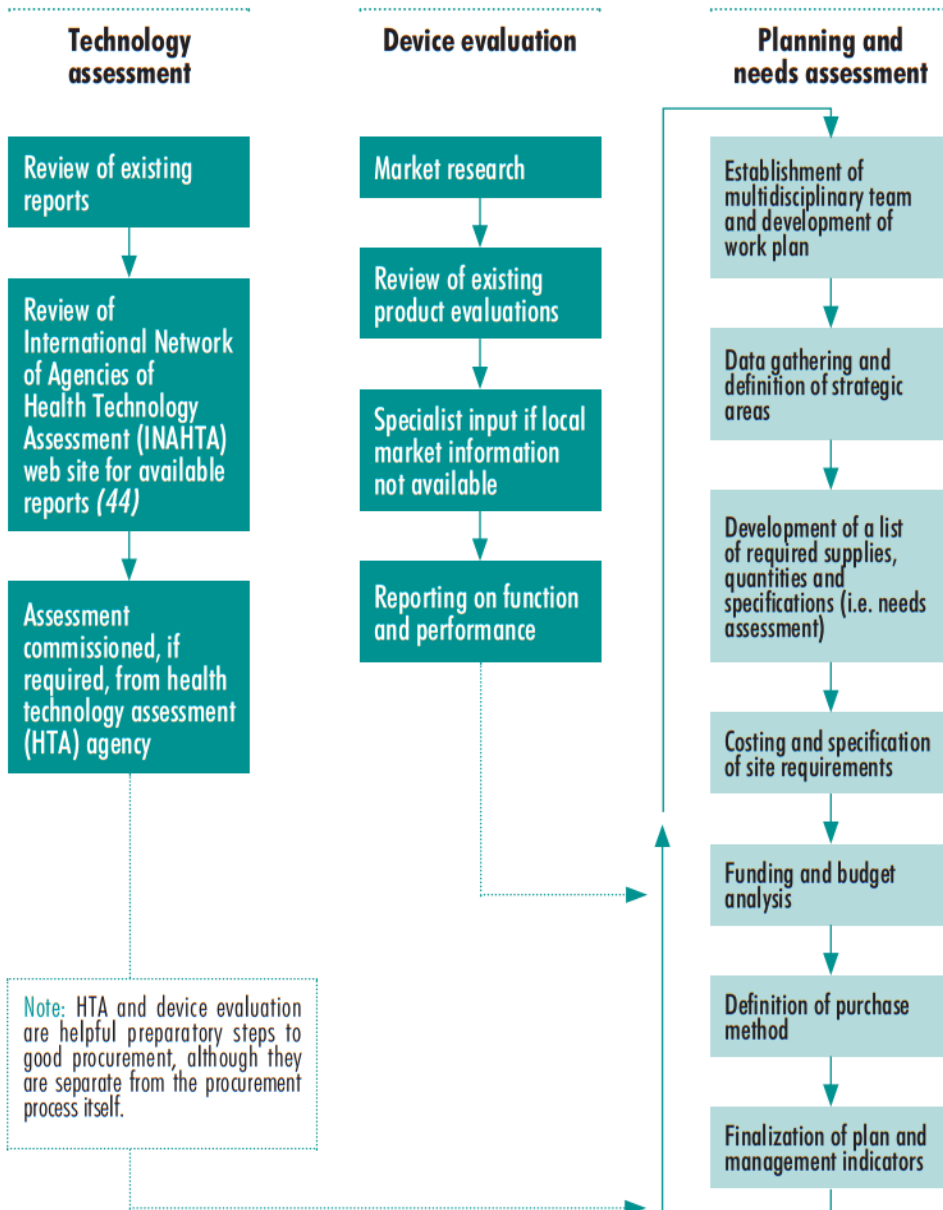 Technology
assessment
Review of existing
reports
Review of
International Network
of Agencies of
Health Technology
Assessment (INAHTA)
web site for available
reports (44)
Assessment
commissioned, if
required, from health
technology assessment
(HTA) agency
Note: HTA and device evaluation
are helpful preparatory steps to
good procurement, although they
are separate from the procurement
process itself.
Device evaluation
Market research
Review of existing
product evaluations
Specialist input if local
market information
not available
Reporting on function
and performance
Planning and
needs assessment
Establishment of
multidisciplinary team
and development of
work plan
Data gathering and
definition of strategic
areas
Development of a list
of required supplies,
quantities and
specifications (i.e. needs
assessment)
Costing and specification
of site requirements
Funding and budget
analysis
Definition of purchase
method
Finalization of plan and
management indicators